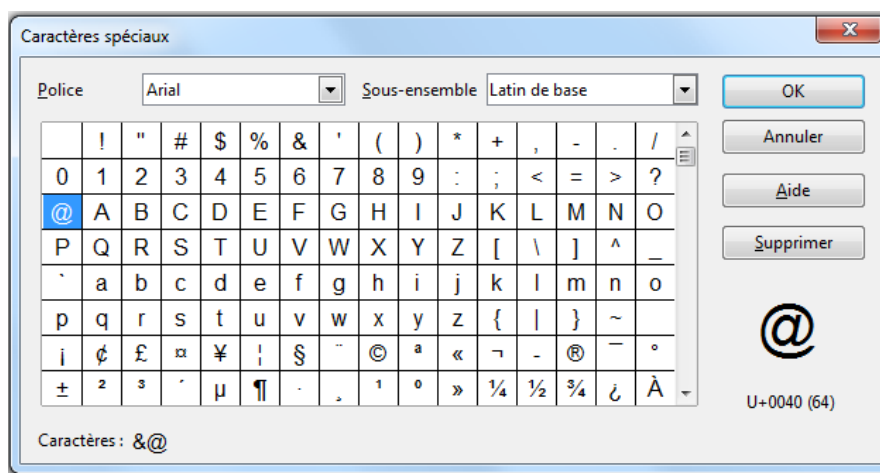 Caractères spéciaux
Police Arial Sous-ensemble Latin de base OK
! " # $ % & ' ( ) * + , - . / Annuler
0 1 2 3 4 5 6 7 8 9 : ; < = > ?
@ A B C D E F G H I J K L M N O Aide
P Q R S T U V W X Y Z [ \ ] ^ _ Supprimer
` a b c d e f g h i j k l m n o
p q r s t u v w x y z { | } ~
¡ ¢ £ ¤ ¥ ¦ § ¨ © ª « ¬ - ® ¯ °
± ² ³ ´ µ ¶ · ¸ ¹ º » ¼ ½ ¾ ¿ À
@
U+0040 (64)
Caractères : &@